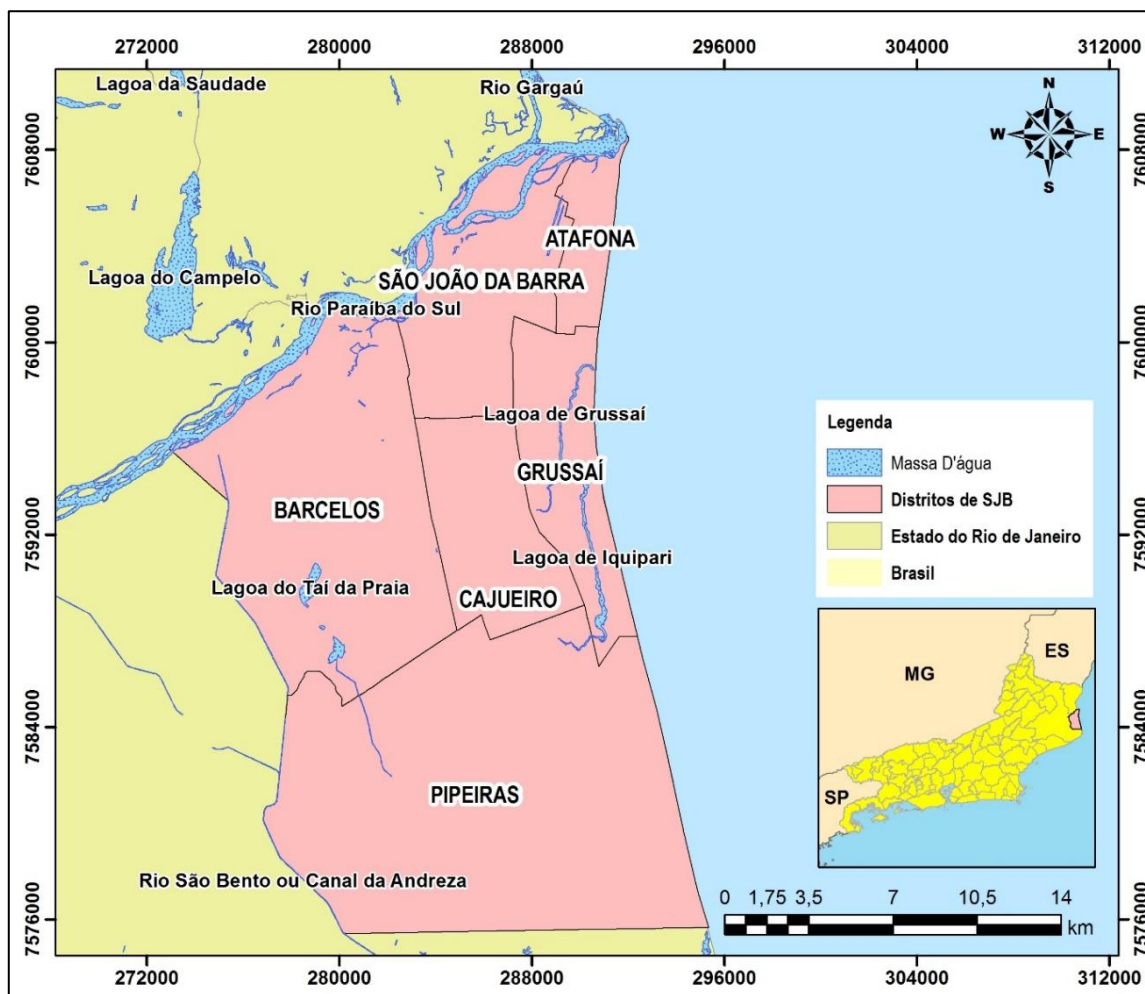 272000 280000 288000 296000 304000 312000
Lagoa da Saudade
Rio Gargaú
N
W E
S
7608000 7608000
ATAFONA
Lagoa do Campelo
SÃO JOÃO DA BARRA
Rio Paraíba do Sul
7600000 7600000
Lagoa de Grussaí
GRUSSAÍ
BARCELOS
7592000 7592000
Lagoa de Iquipari
Lagoa do Taí da Praia
CAJUEIRO
Legenda
Massa D'água
Distritos de SJB
Estado do Rio de Janeiro
Brasil
MG
ES
SP
7584000 7584000
PIPEIRAS
Rio São Bento ou Canal da Andreza
0 1,75 3,5 7 10,5 14
km
7576000 7576000
272000 280000 288000 296000 304000 312000